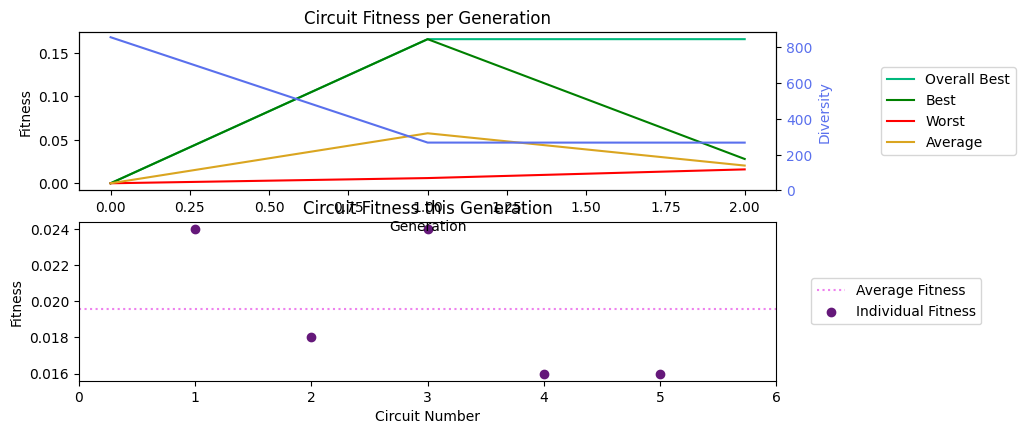 Circuit Fitness per Generation
0.15
0.10
0.05
0.00
Fitness
800
600
400
200
0
Diversity
Overall Best
Best
Worst
Average
0.00 0.25 0.50 0.75 1.00 1.25 1.50 1.75 2.00
Generation
Circuit Fitness this Generation
0.024
0.022
0.020
0.018
0.016
Fitness
Average Fitness
Individual Fitness
0 1 2 3 4 5 6
Circuit Number